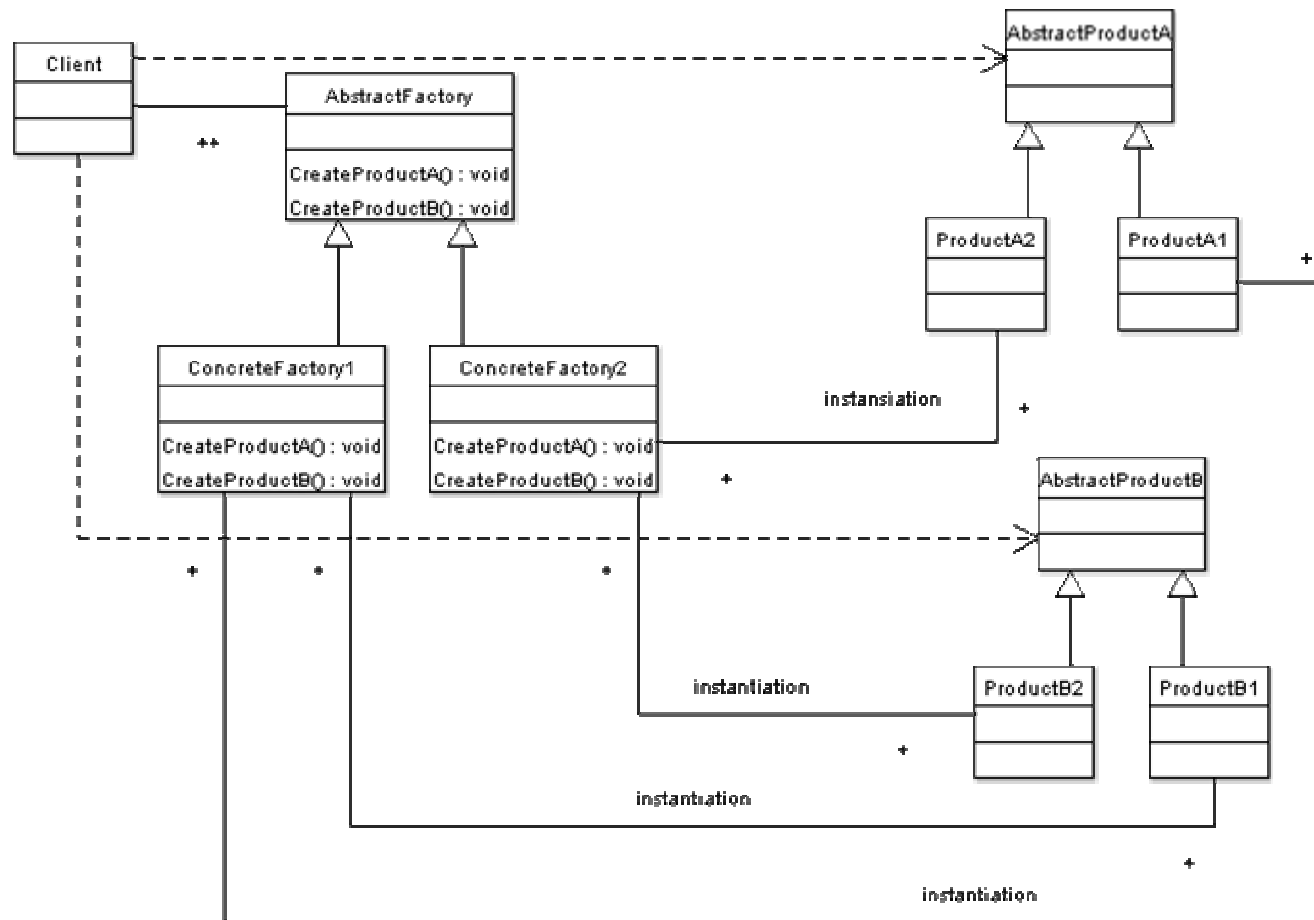 AbstractProductA
Client
AbstractFactory
++
CreateProductA() : void
CreateProductB() : void
ProductA2
ProductA1
+
ConcreteFactory1
ConcreteFactory2
instansiation
+
CreateProductA() : void
CreateProductB() : void
CreateProductA() : void
CreateProductB() : void
+
AbstractProductB
+
*
*
ProductB2
ProductB1
instantiation
+
instantiation
+
instantiation